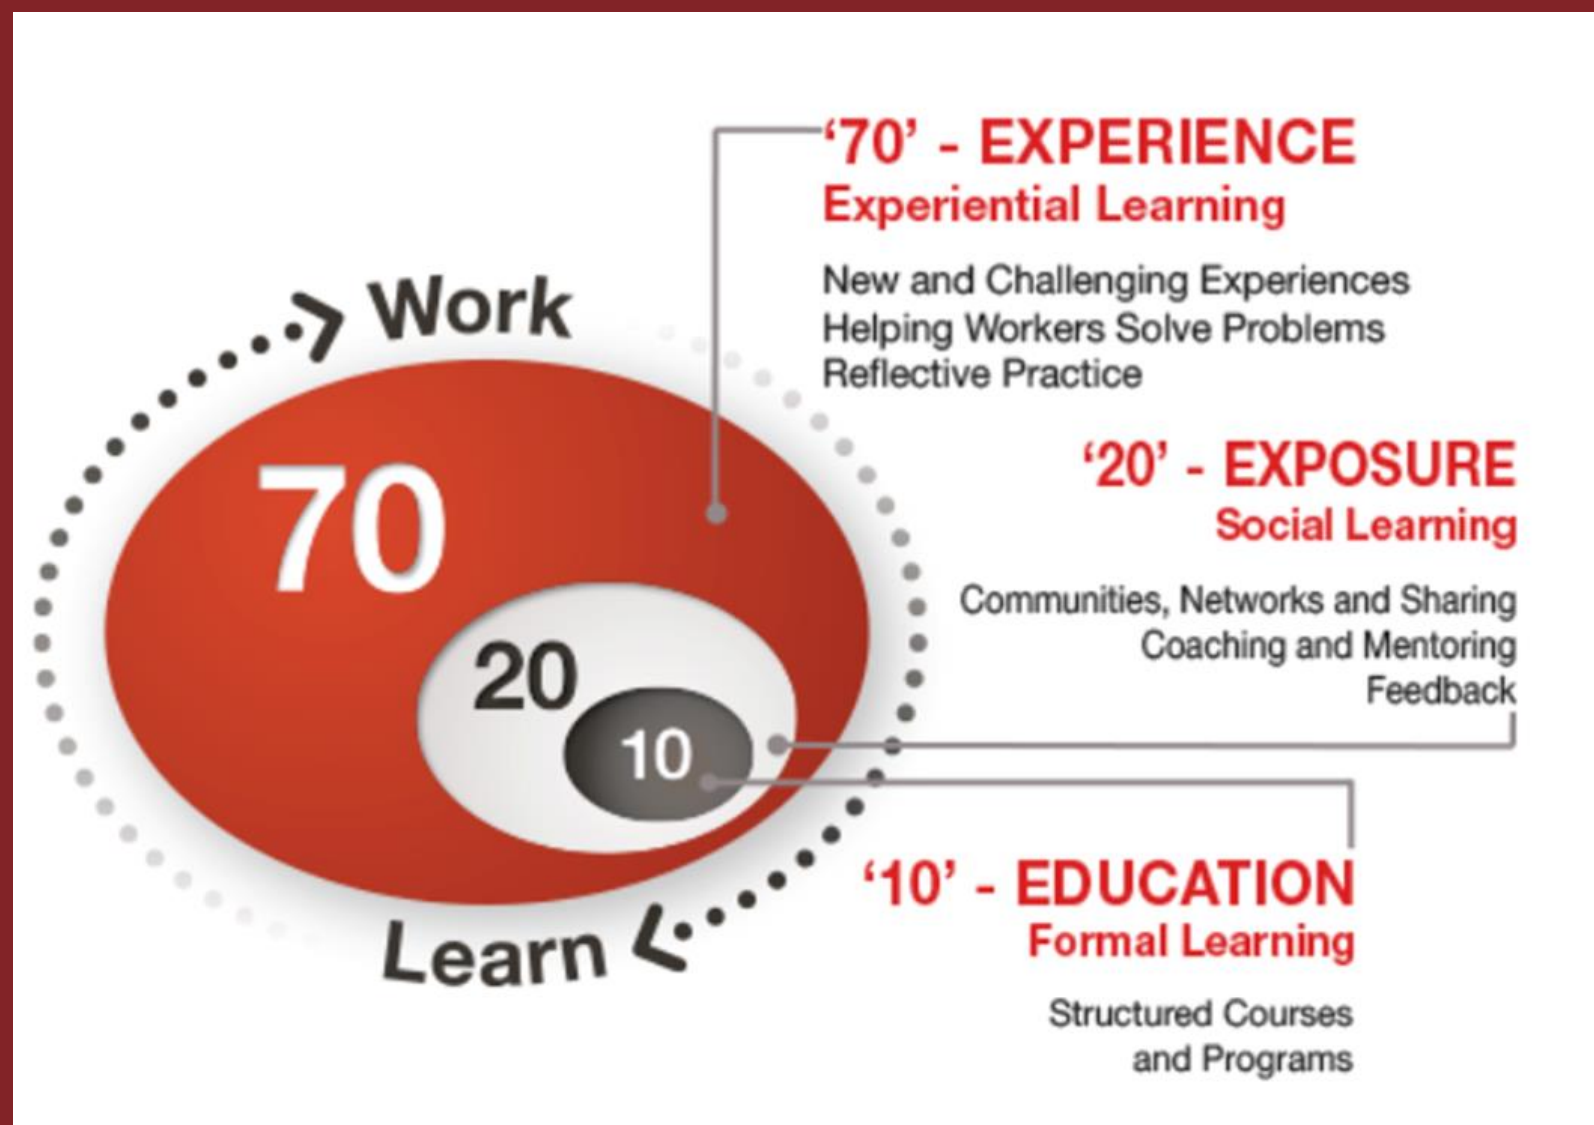 Work
70
20
10
Learn
‘70’ - EXPERIENCE
Experiential Learning
New and Challenging Experiences
Helping Workers Solve Problems
Reflective Practice
‘20’ - EXPOSURE
Social Learning
Communities, Networks and Sharing
Coaching and Mentoring
Feedback
‘10’ - EDUCATION
Formal Learning
Structured Courses
and Programs